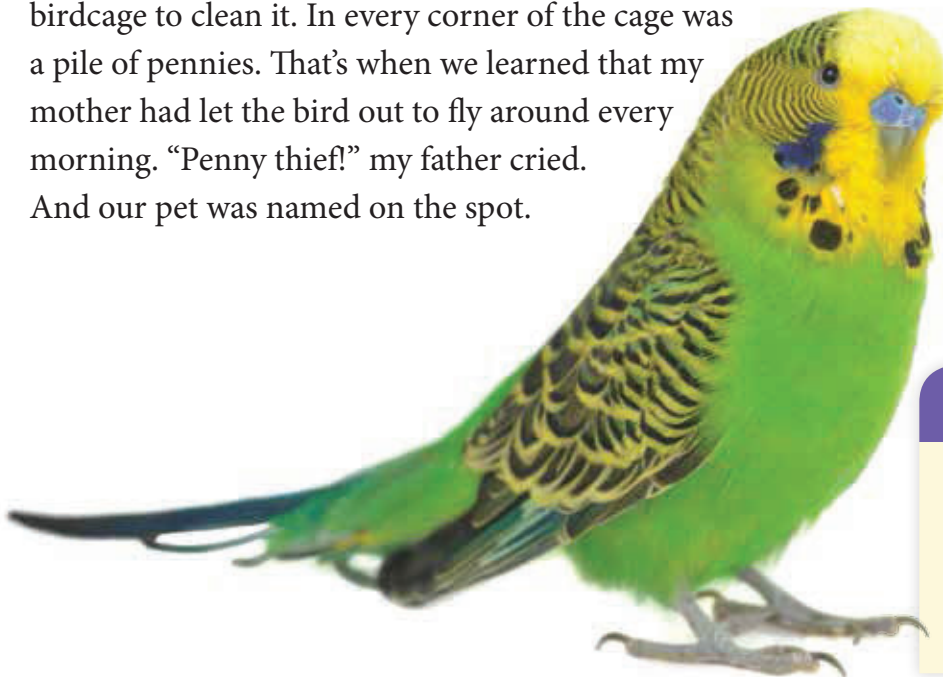 birdcage to clean it. In every corner of the cage was
a pile of pennies. That’s when we learned that my
mother had let the bird out to fly around every
morning. “Penny thief!” my father cried.
And our pet was named on the spot.